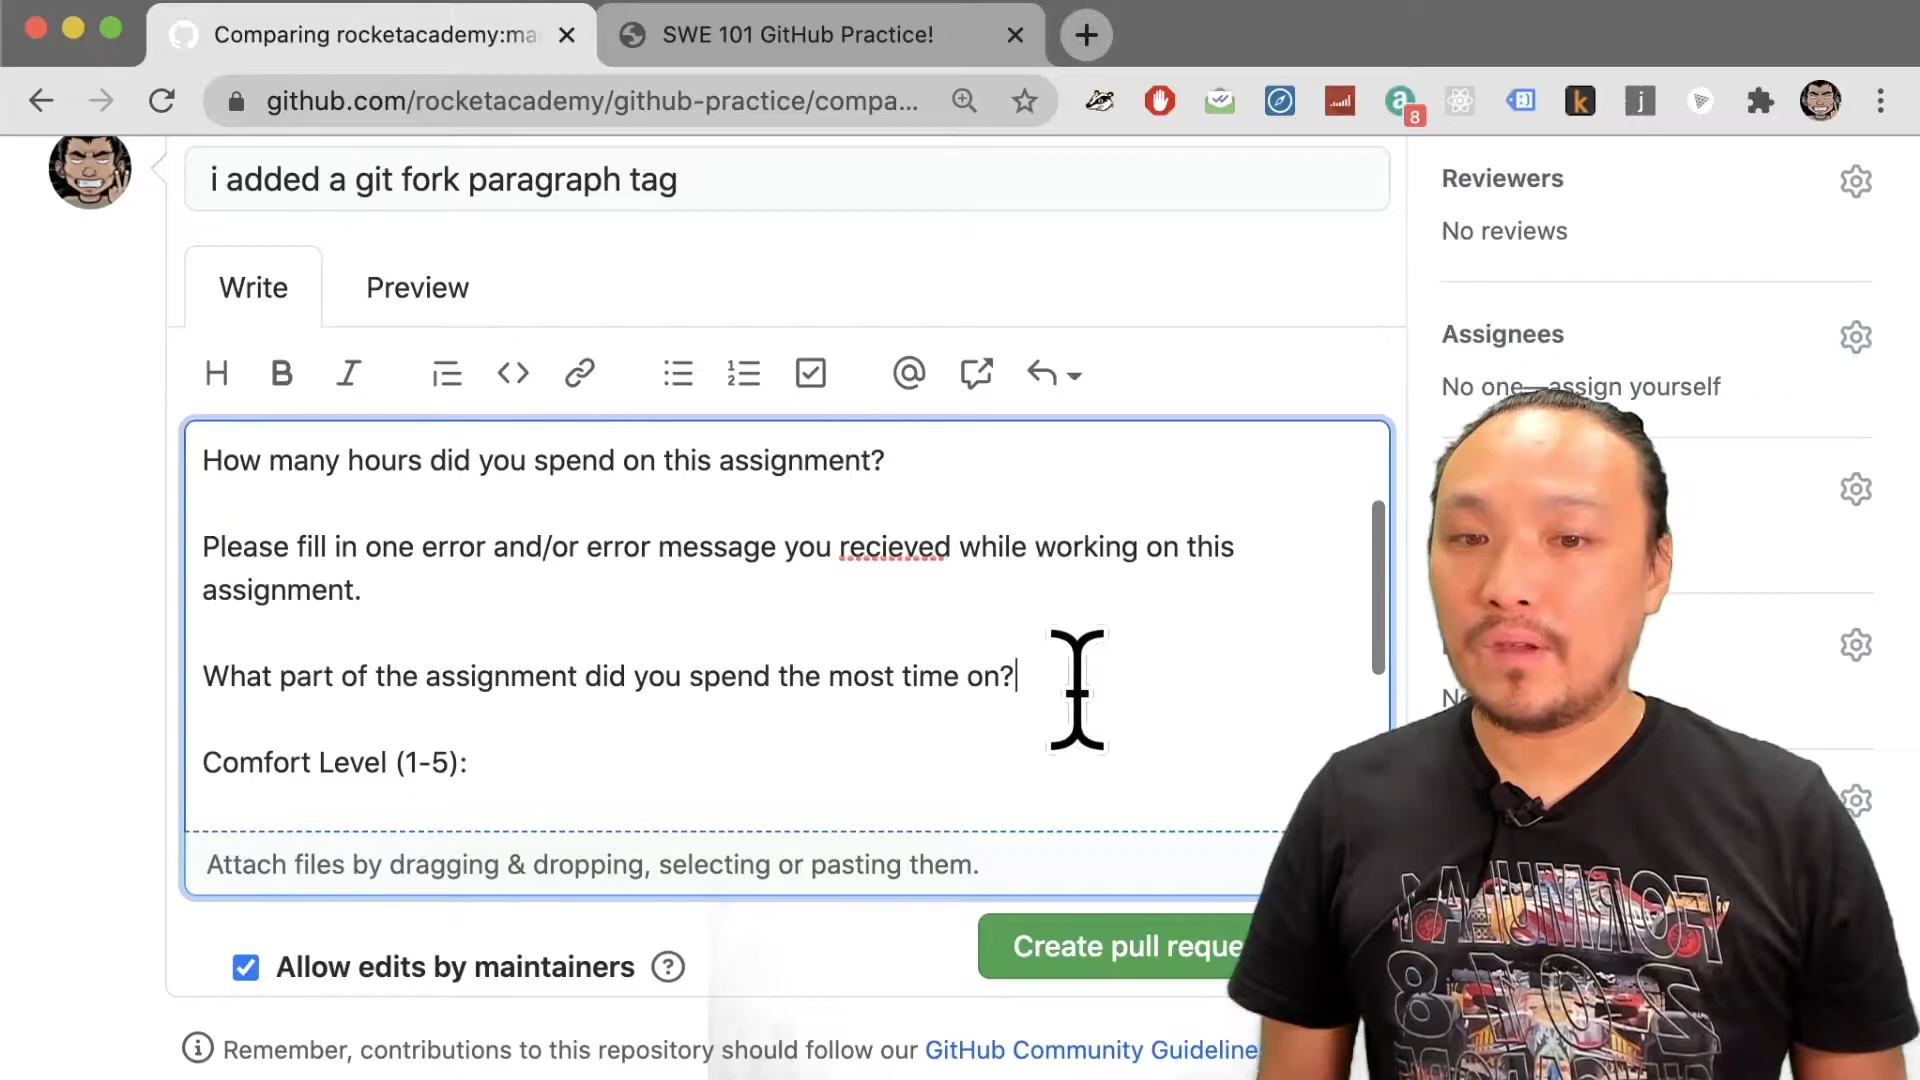 Comparing rocketacademy:ma
SWE 101 GitHub Practice!
github.com/rocketacademy/github-practice/compa...
8
i added a git fork paragraph tag
Reviewers
No reviews
Write
Preview
Assignees
No one—assign yourself
How many hours did you spend on this assignment?
Please fill in one error and/or error message you recieved while working on this
assignment.
What part of the assignment did you spend the most time on?
Comfort Level (1-5):
Attach files by dragging & dropping, selecting or pasting them.
Create pull reque
Allow edits by maintainers
Remember, contributions to this repository should follow our GitHub Community Guideline
FORMULA1
2018